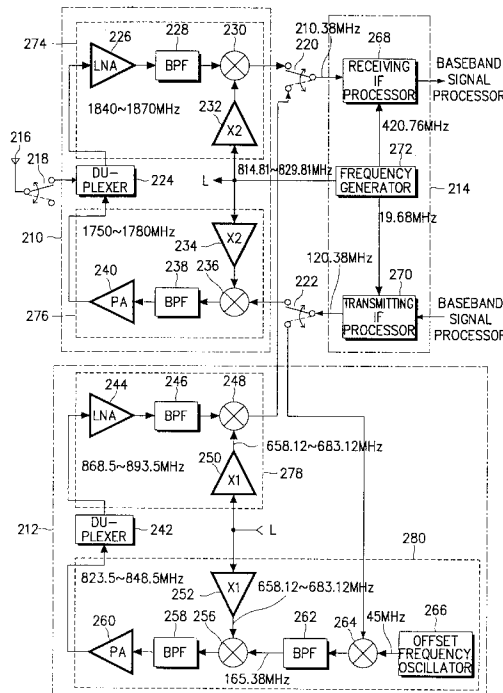 274
226
228
230
220
210.38MHz
268
LNA
BPF
RECEIVING
IF
PROCESSOR
BASEBAND
SIGNAL
PROCESSOR
1840~1870MHz
232
X2
420.76MHz
216
218
DU-
PLEXER
224
L
814.81~829.81MHz
272
FREQUENCY
GENERATOR
214
210
1750~1780MHz
234
X2
19.68MHz
240
238
236
222
120.38MHz
270
PA
BPF
TRANSMITTING
IF
PROCESSOR
BASEBAND
SIGNAL
PROCESSOR
276
244
246
248
LNA
BPF
658.12~683.12MHz
250
X1
868.5~893.5MHz
278
212
DU-
PLEXER
242
L
280
823.5~848.5MHz
252
X1
658.12~683.12MHz
260
258
256
262
264
45MHz
266
PA
BPF
BPF
OFFSET
FREQUENCY
OSCILLATOR
165.38MHz